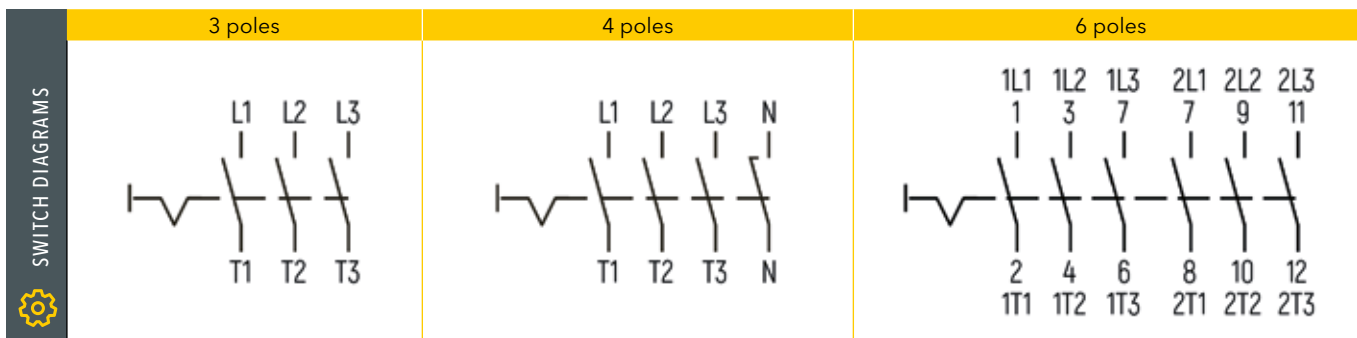 SWITCH DIAGRAMS
3 poles
L1 L2 L3
T1 T2 T3
4 poles
L1 L2 L3 N
T1 T2 T3 N
6 poles
1L1 1L2 1L3 2L1 2L2 2L3
1 3 7 7 9 11
2 4 6 8 10 12
1T1 1T2 1T3 2T1 2T2 2T3